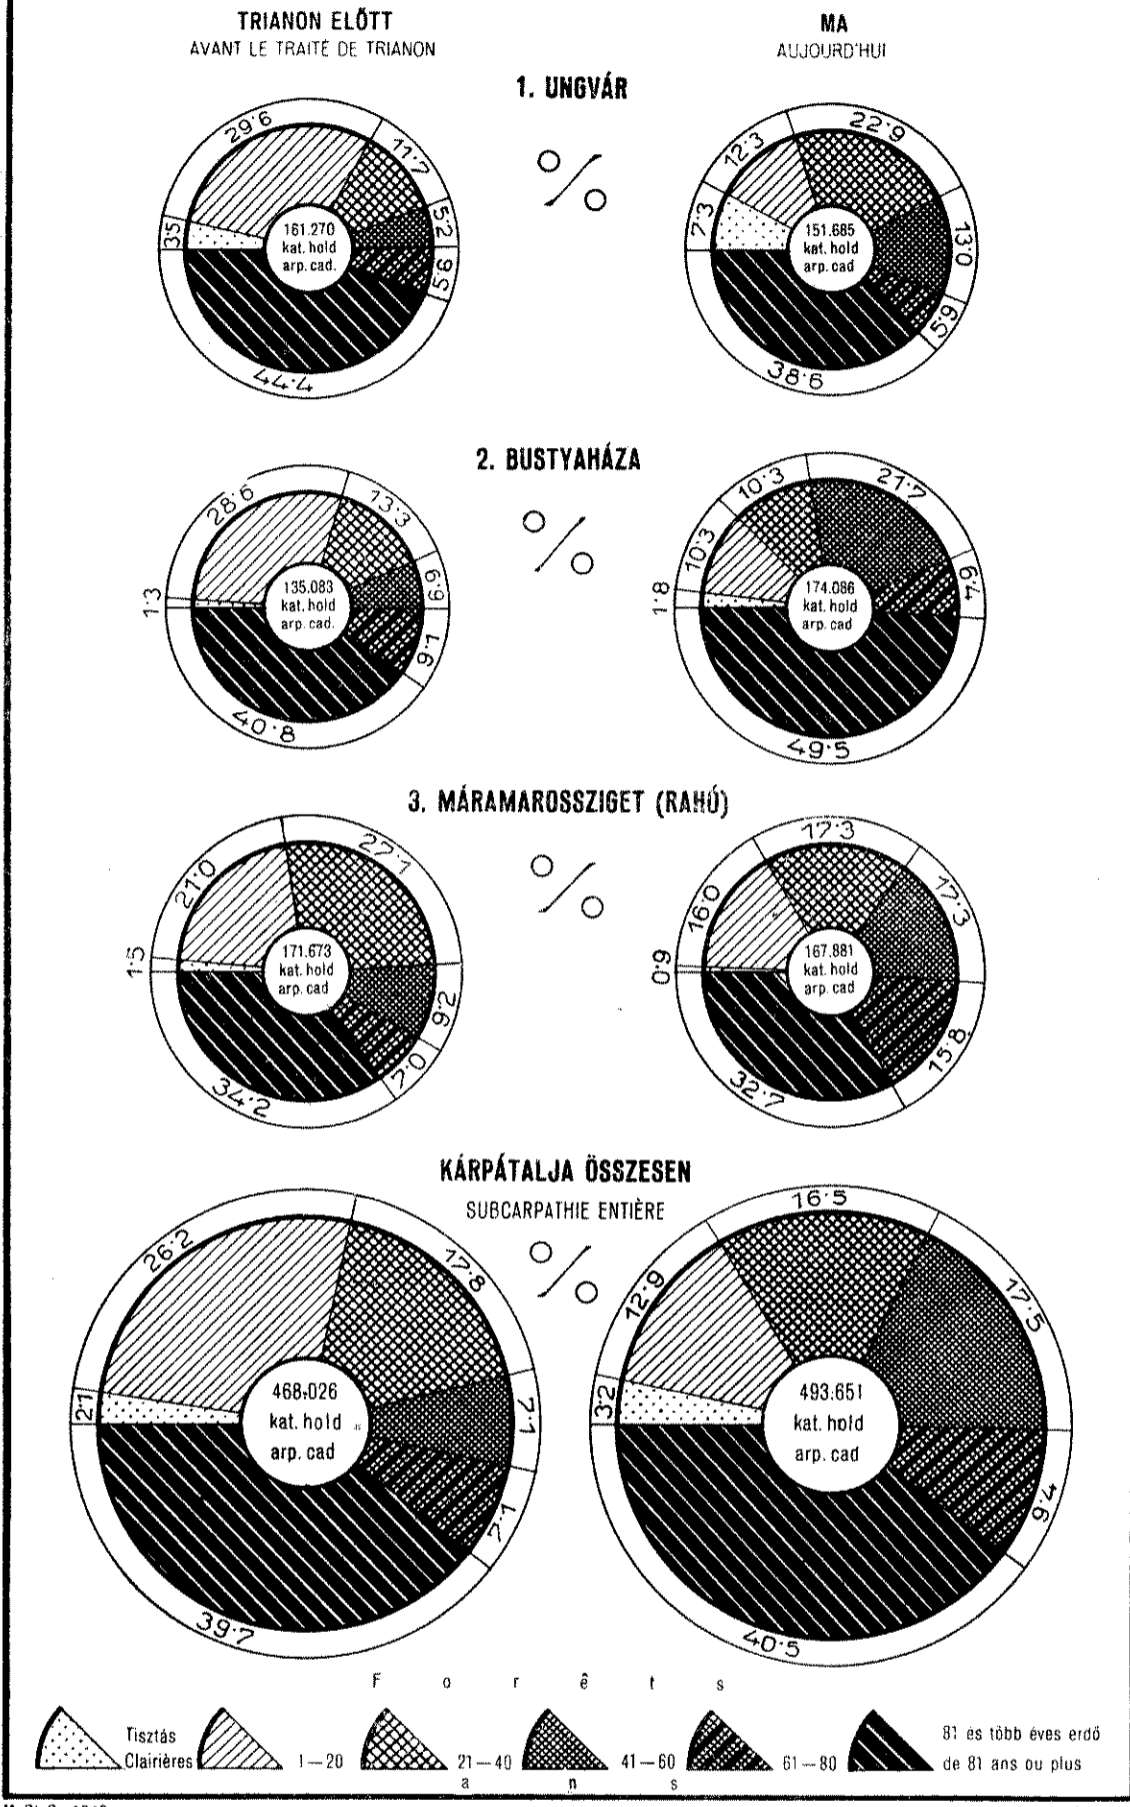 TRIANON ELŐTT
AVANT LE TRAITÉ DE TRIANON
MA
AUJOURD'HUI
1. UNGVÁR
%
29·6
11·7
5·2
5·6
44·4
3·5
161.270
kat. hold
arp. cad.
12·3
22·9
13·0
5·9
38·6
7·3
151.685
kat. hold
arp. cad
2. BUSTYAHÁZA
%
28·6
13·3
6·9
9·1
40·8
1·3
135.083
kat. hold
arp. cad.
10·3
10·3
21·7
6·4
49·5
1·8
174.086
kat. hold
arp. cad
3. MÁRAMAROSSZIGET (RAHÓ)
%
21·0
27·1
9·2
7·0
34·2
1·5
171.673
kat. hold
arp. cad
16·0
17·3
17·3
15·8
32·7
0·9
167.881
kat. hold
arp. cad
KÁRPÁTALJA ÖSSZESEN
SUBCARPATHIE ENTIÈRE
%
26·2
17·8
7·1
7·1
39·7
2·1
468.026
kat. hold
arp. cad
12·9
16·5
17·5
9·4
40·5
3·2
493.651
kat. hold
arp. cad
Forêts
Tisztás
Clairières
1—20
21—40
41—60
61—80
81 és több éves erdő
de 81 ans ou plus
ans